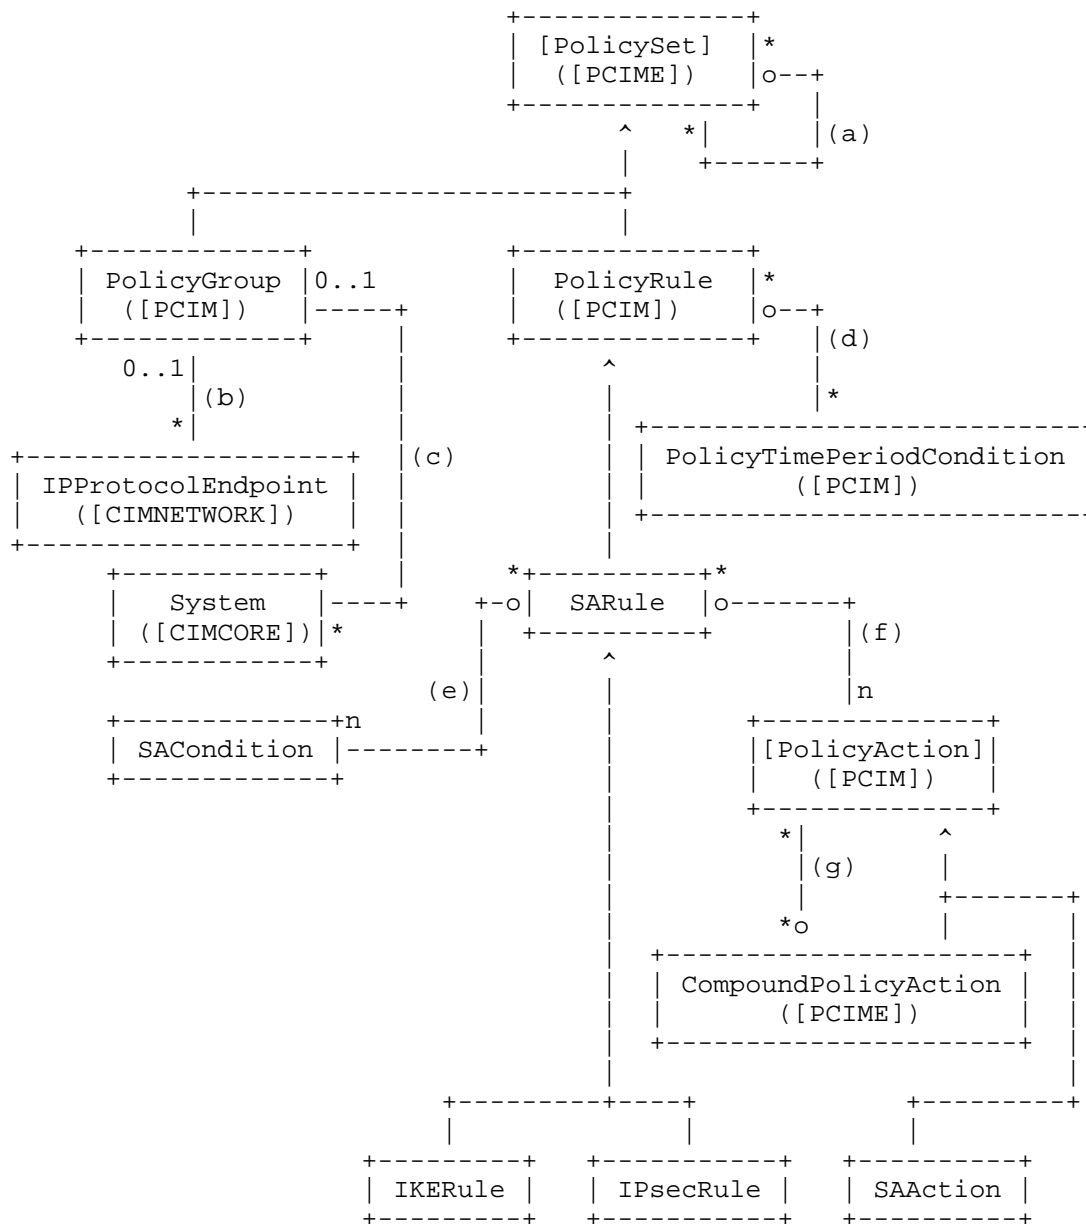 [PolicySet] *
([PCIME]) o
* (a)
PolicyGroup 0..1 PolicyRule *
([PCIM]) ([PCIM]) o
(d)
0..1
(b) *
*
(c) PolicyTimePeriodCondition
IPProtocolEndpoint ([PCIM])
([CIMNETWORK])
* *
System o SARule o
([CIMCORE]) * (f)
(e) n
n
SACondition [PolicyAction]
([PCIM])
*
(g)
*o
CompoundPolicyAction
([PCIME])
IKERule IPsecRule SAAction